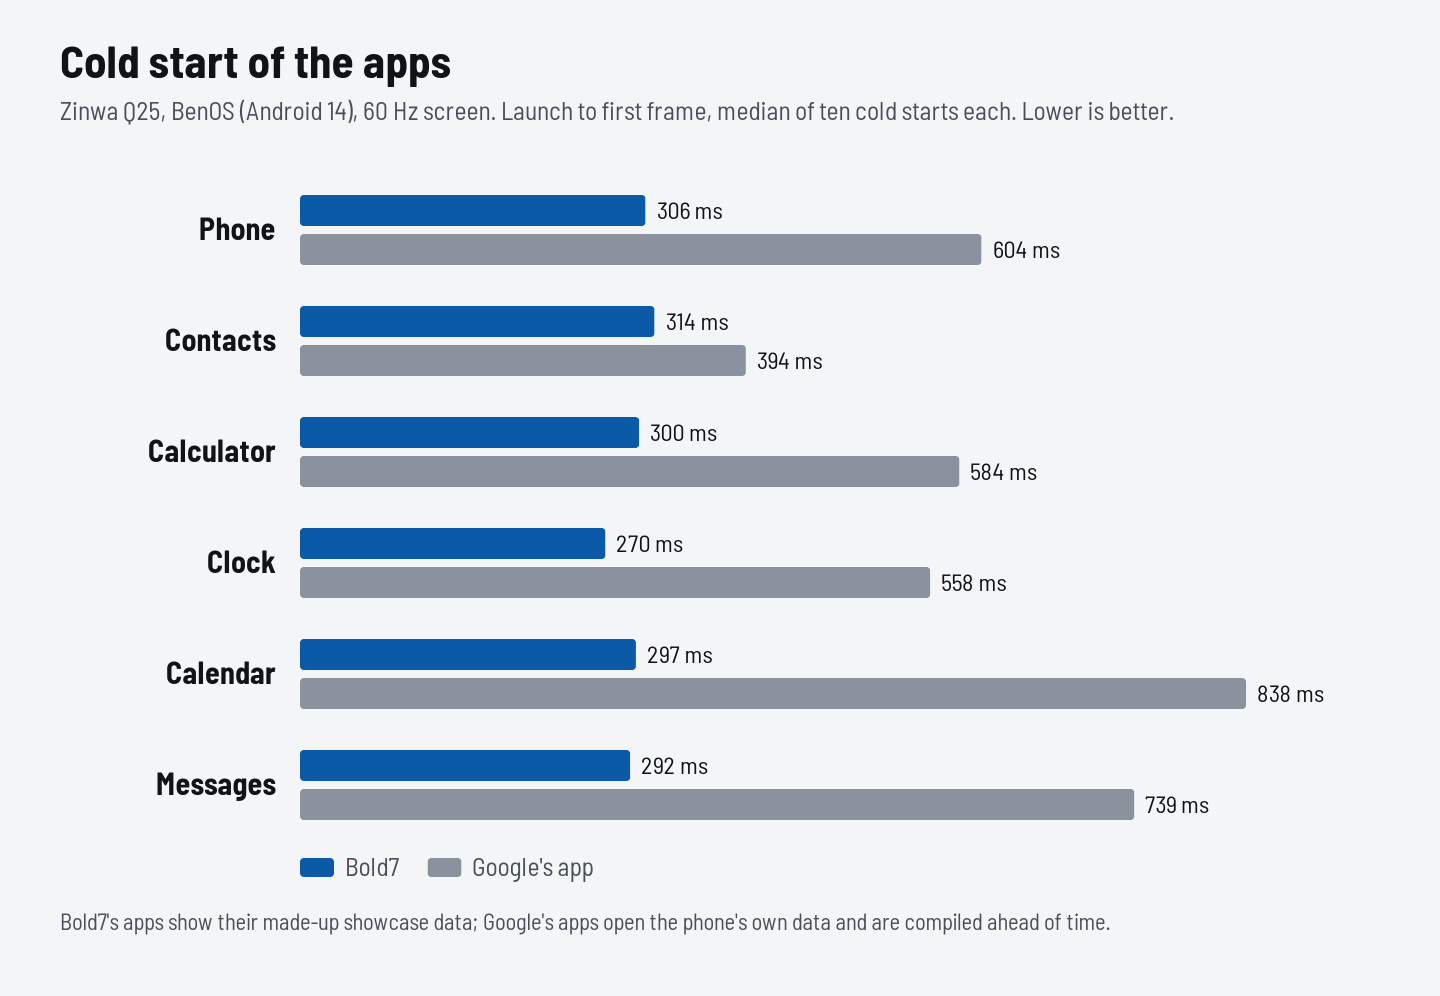 Cold start of the apps
Zinwa Q25, BenOS (Android 14), 60 Hz screen. Launch to first frame, median of ten cold starts each. Lower is better.
Phone
306 ms
604 ms
Contacts
314 ms
394 ms
Calculator
300 ms
584 ms
Clock
270 ms
558 ms
Calendar
297 ms
838 ms
Messages
292 ms
739 ms
Bold7 Google's app
Bold7's apps show their made-up showcase data; Google's apps open the phone's own data and are compiled ahead of time.